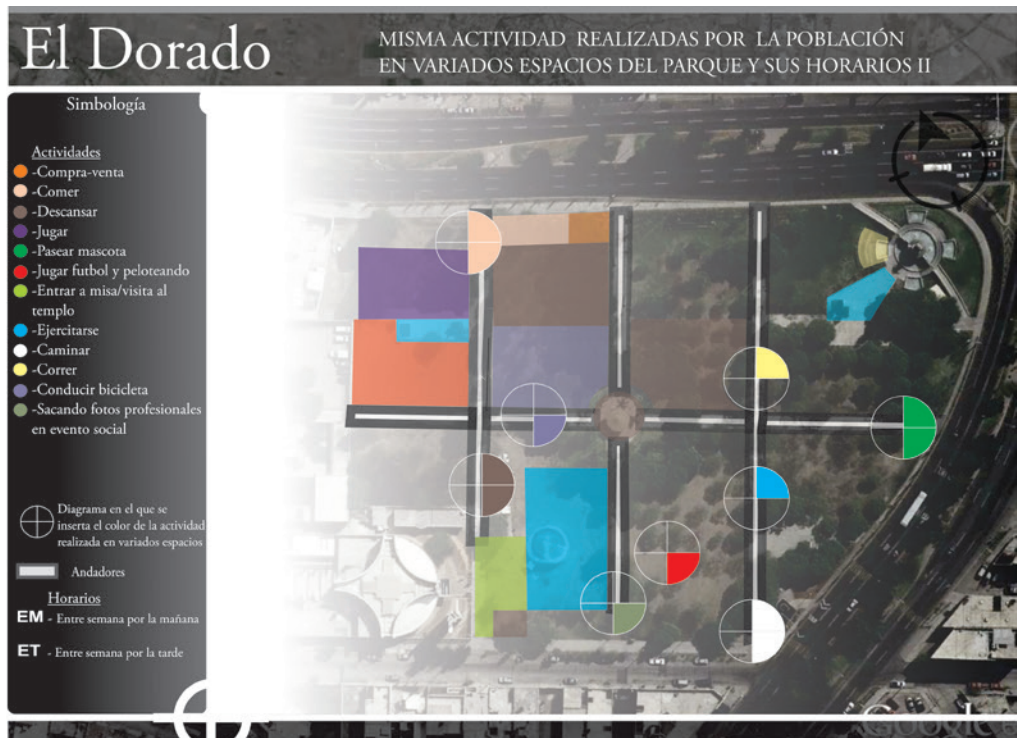 El Dorado
MISMA ACTIVIDAD REALIZADAS POR LA POBLACIÓN
EN VARIADOS ESPACIOS DEL PARQUE Y SUS HORARIOS II
Simbología
Actividades
-Compra-venta
-Comer
-Descansar
-Jugar
-Pasear mascota
-Jugar futbol y peloteando
-Entrar a misa/visita al
templo
-Ejercitarse
-Caminar
-Correr
-Conducir bicicleta
-Sacando fotos profesionales
en evento social
Diagrama en el que se
inserta el color de la actividad
realizada en variados espacios
Andadores
Horarios
EM - Entre semana por la mañana
ET - Entre semana por la tarde
Google